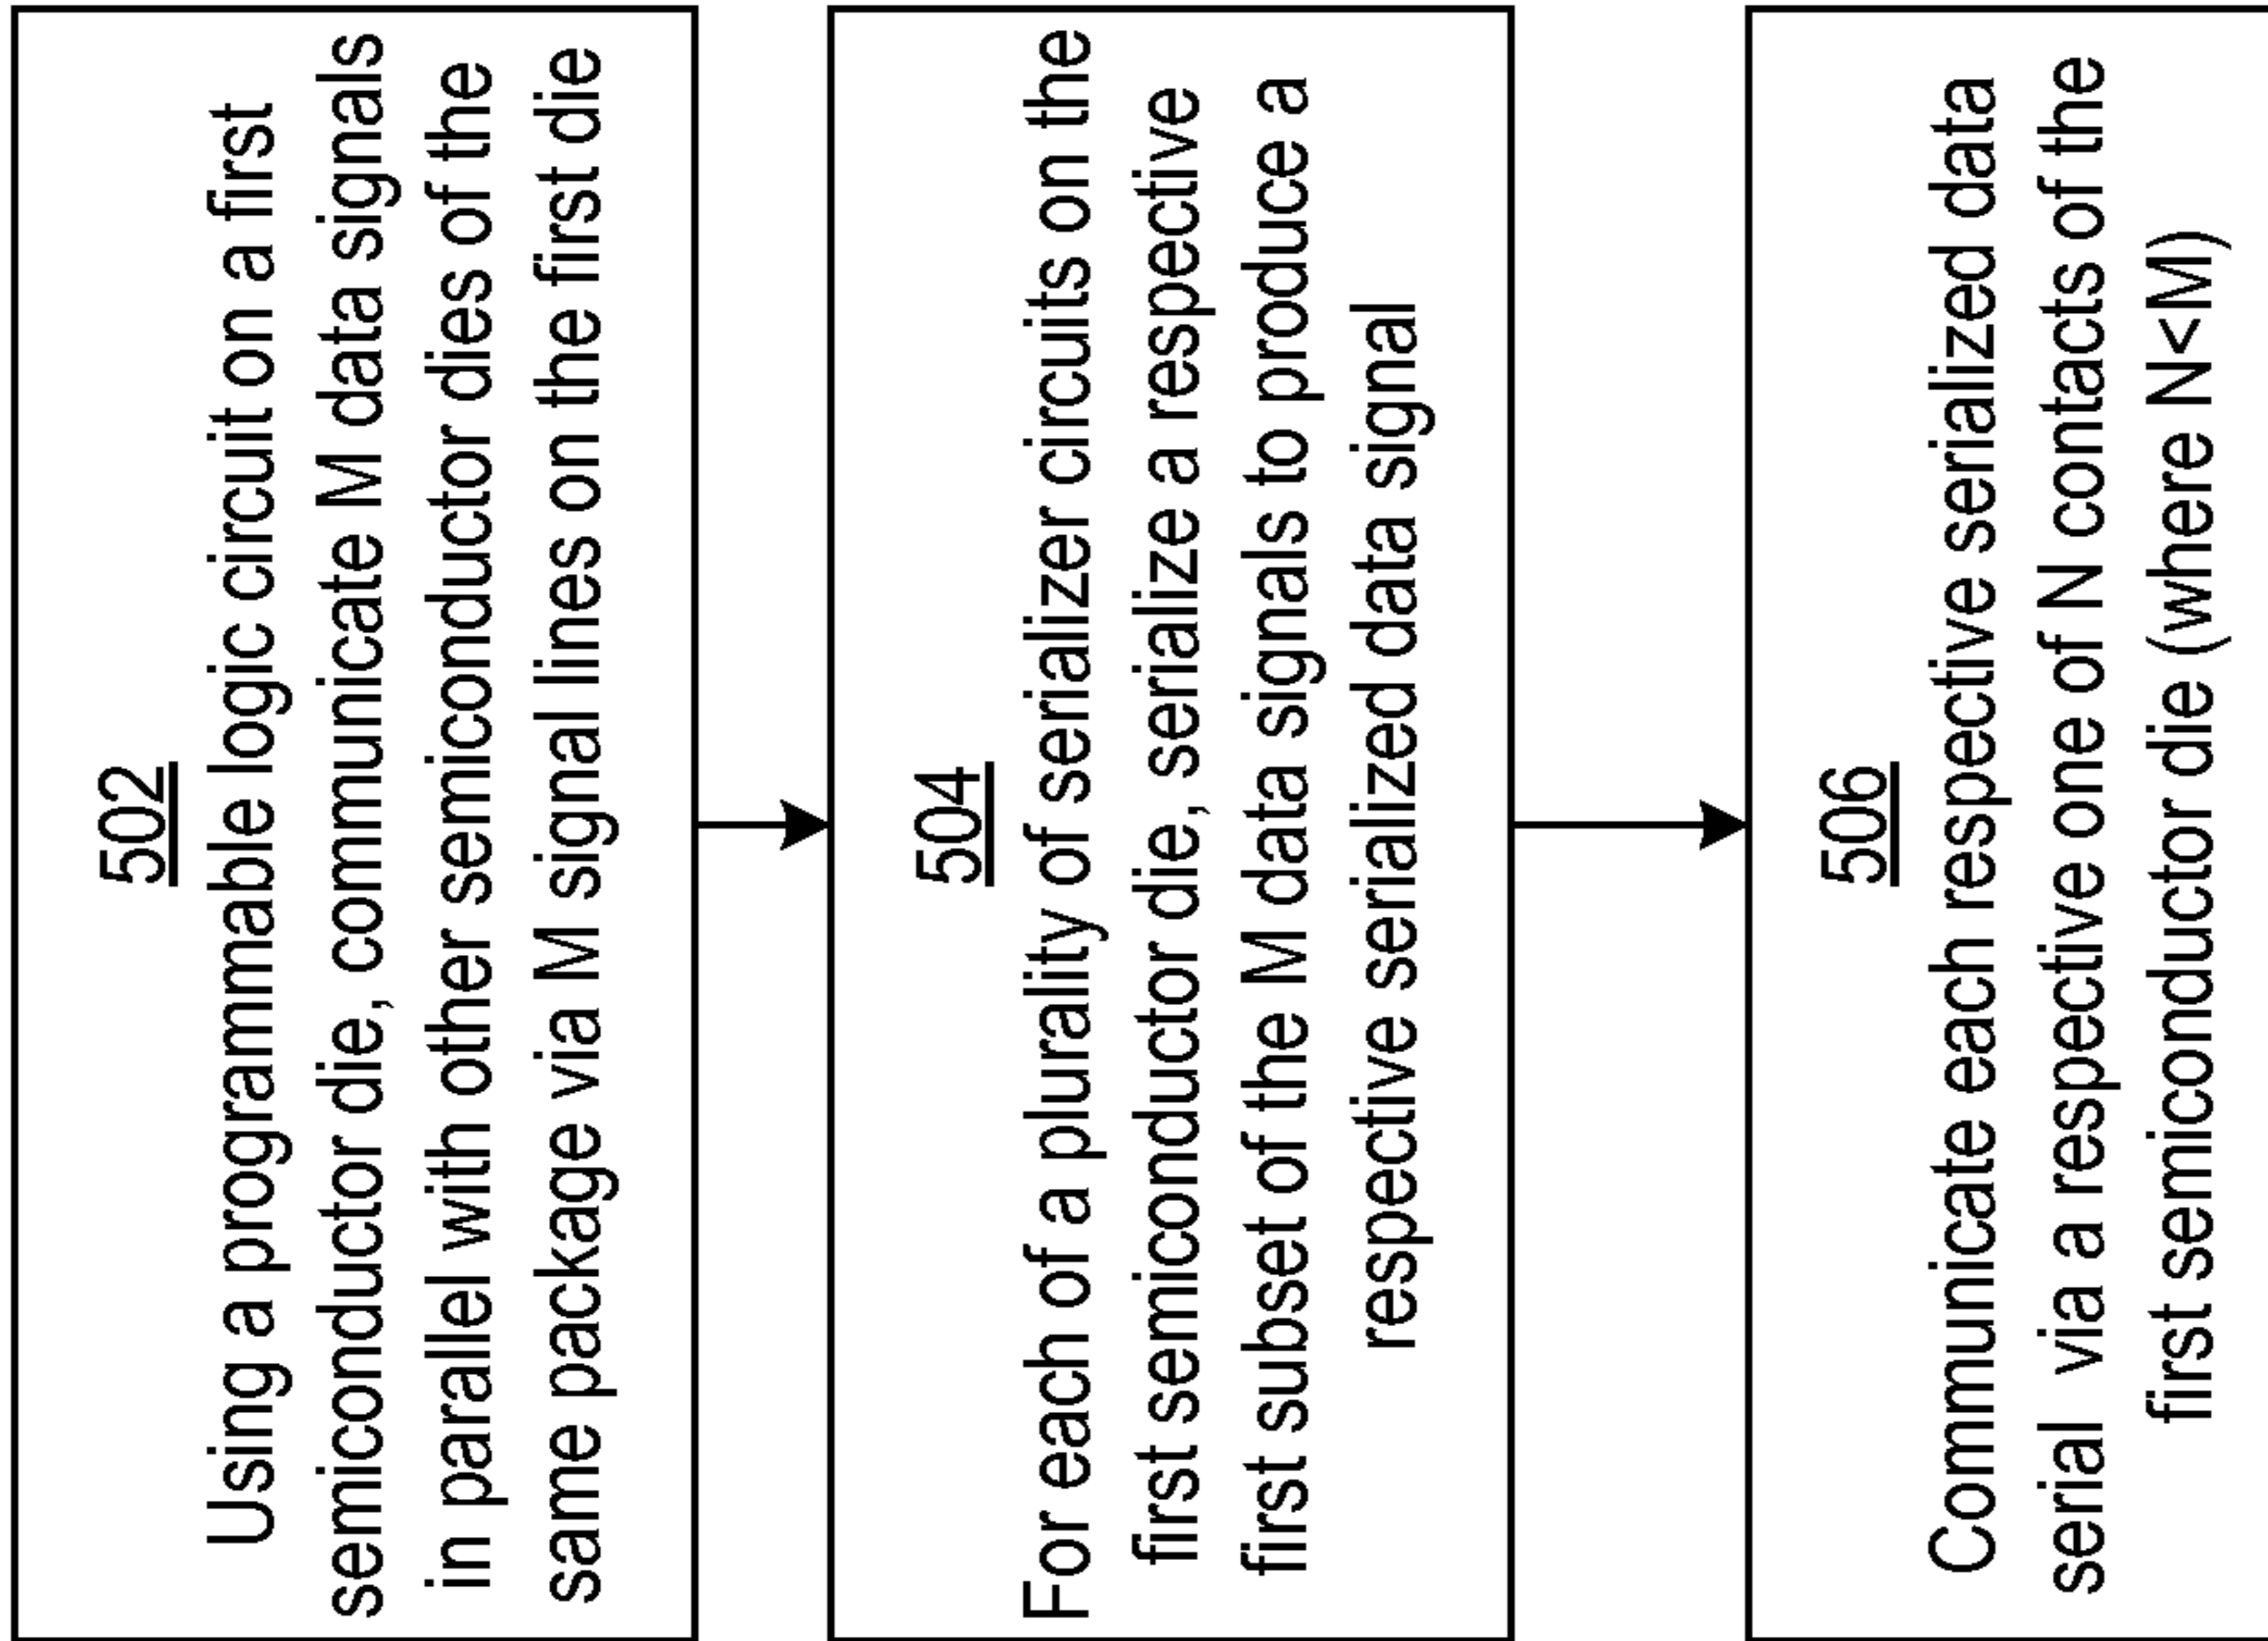 502
Using a programmable logic circuit on a first
semiconductor die, communicate M data signals
in parallel with other semiconductor dies of the
same package via M signal lines on the first die
504
For each of a plurality of serializer circuits on the
first semiconductor die, serialize a respective
first subset of the M data signals to produce a
respective serialized data signal
506
Communicate each respective serialized data
serial via a respective one of N contacts of the
first semiconductor die (where N<M)